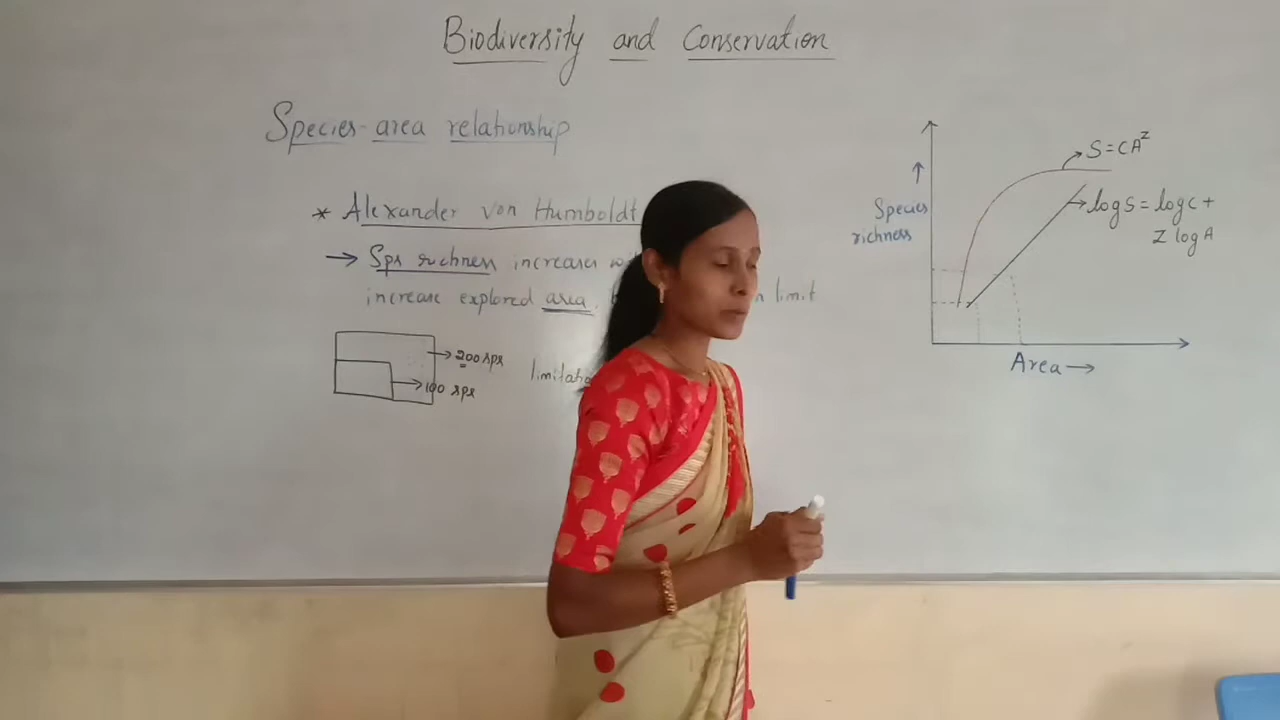 Biodiversity and Conservation
Species-area relationship
* Alexander von Humboldt
→ Sps richness increases
increase explored area, limit
→ 200 sps
→ 100 sps
S=CA^Z
→ log S = log C +
Z log A
Species
richness
Area →